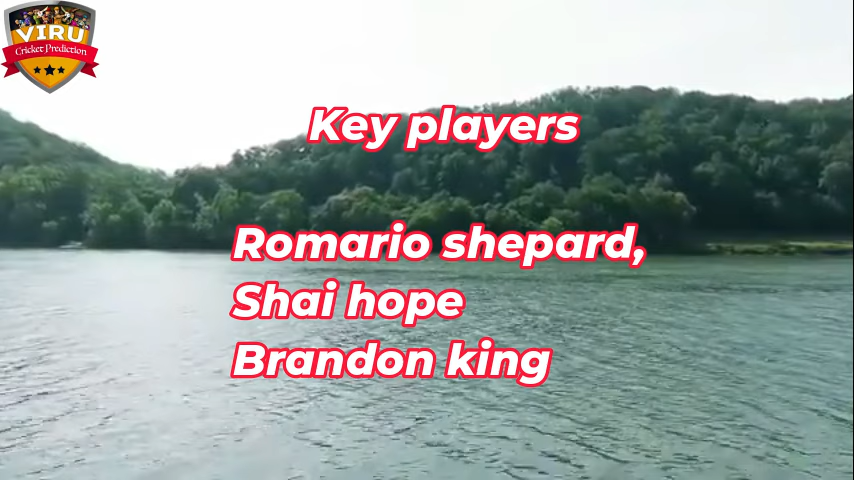 VIRU
Cricket Prediction
Key players
Romario shepard,
Shai hope
Brandon king